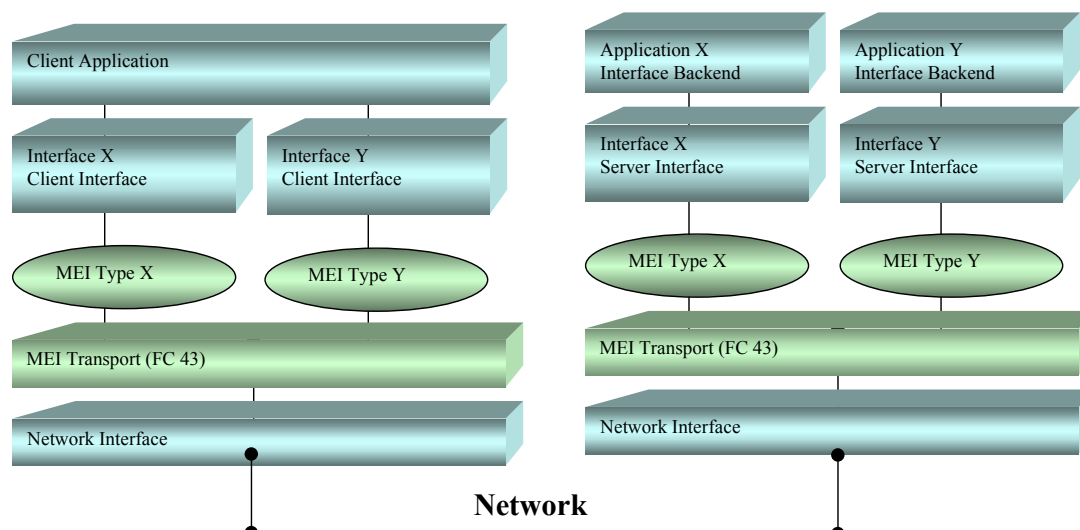 Client Application
Interface X
Client Interface
Interface Y
Client Interface
MEI Type X
MEI Type Y
MEI Transport (FC 43)
Network Interface
Application X
Interface Backend
Application Y
Interface Backend
Interface X
Server Interface
Interface Y
Server Interface
MEI Type X
MEI Type Y
MEI Transport (FC 43)
Network Interface
Network